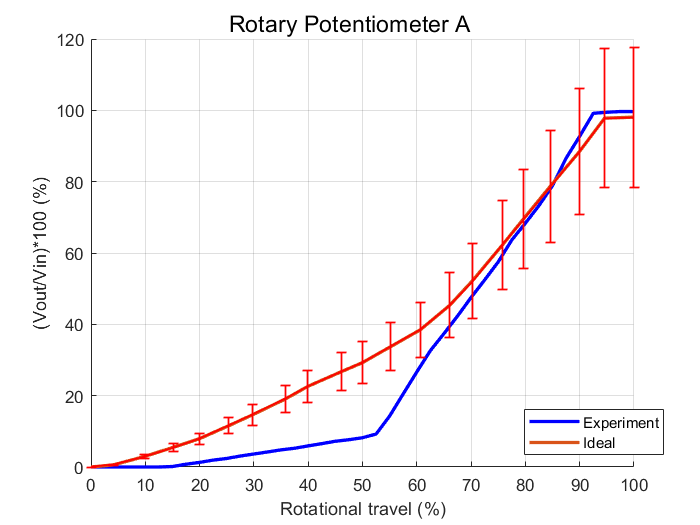 Rotary Potentiometer A
(Vout/Vin)*100 (%)
120
100
80
60
40
20
0
0 10 20 30 40 50 60 70 80 90 100
Rotational travel (%)
Experiment
Ideal